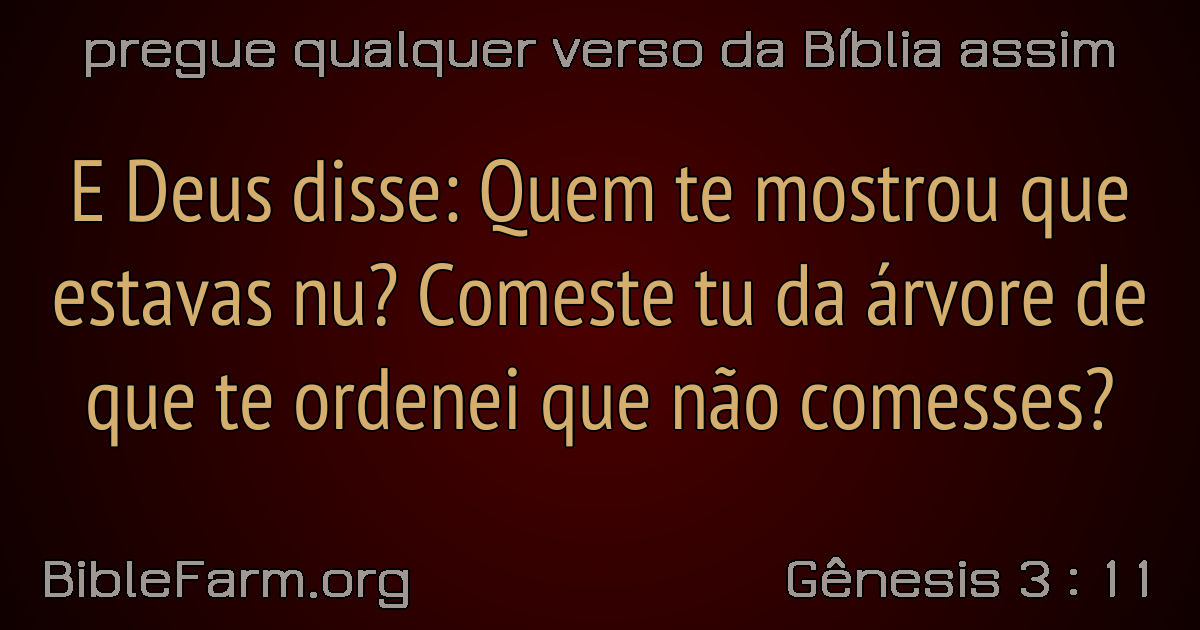 pregue qualquer verso da Bíblia assim
E Deus disse: Quem te mostrou que
estavas nu? Comeste tu da árvore de
que te ordenei que não comesses?
BibleFarm.org
Gênesis 3 : 11